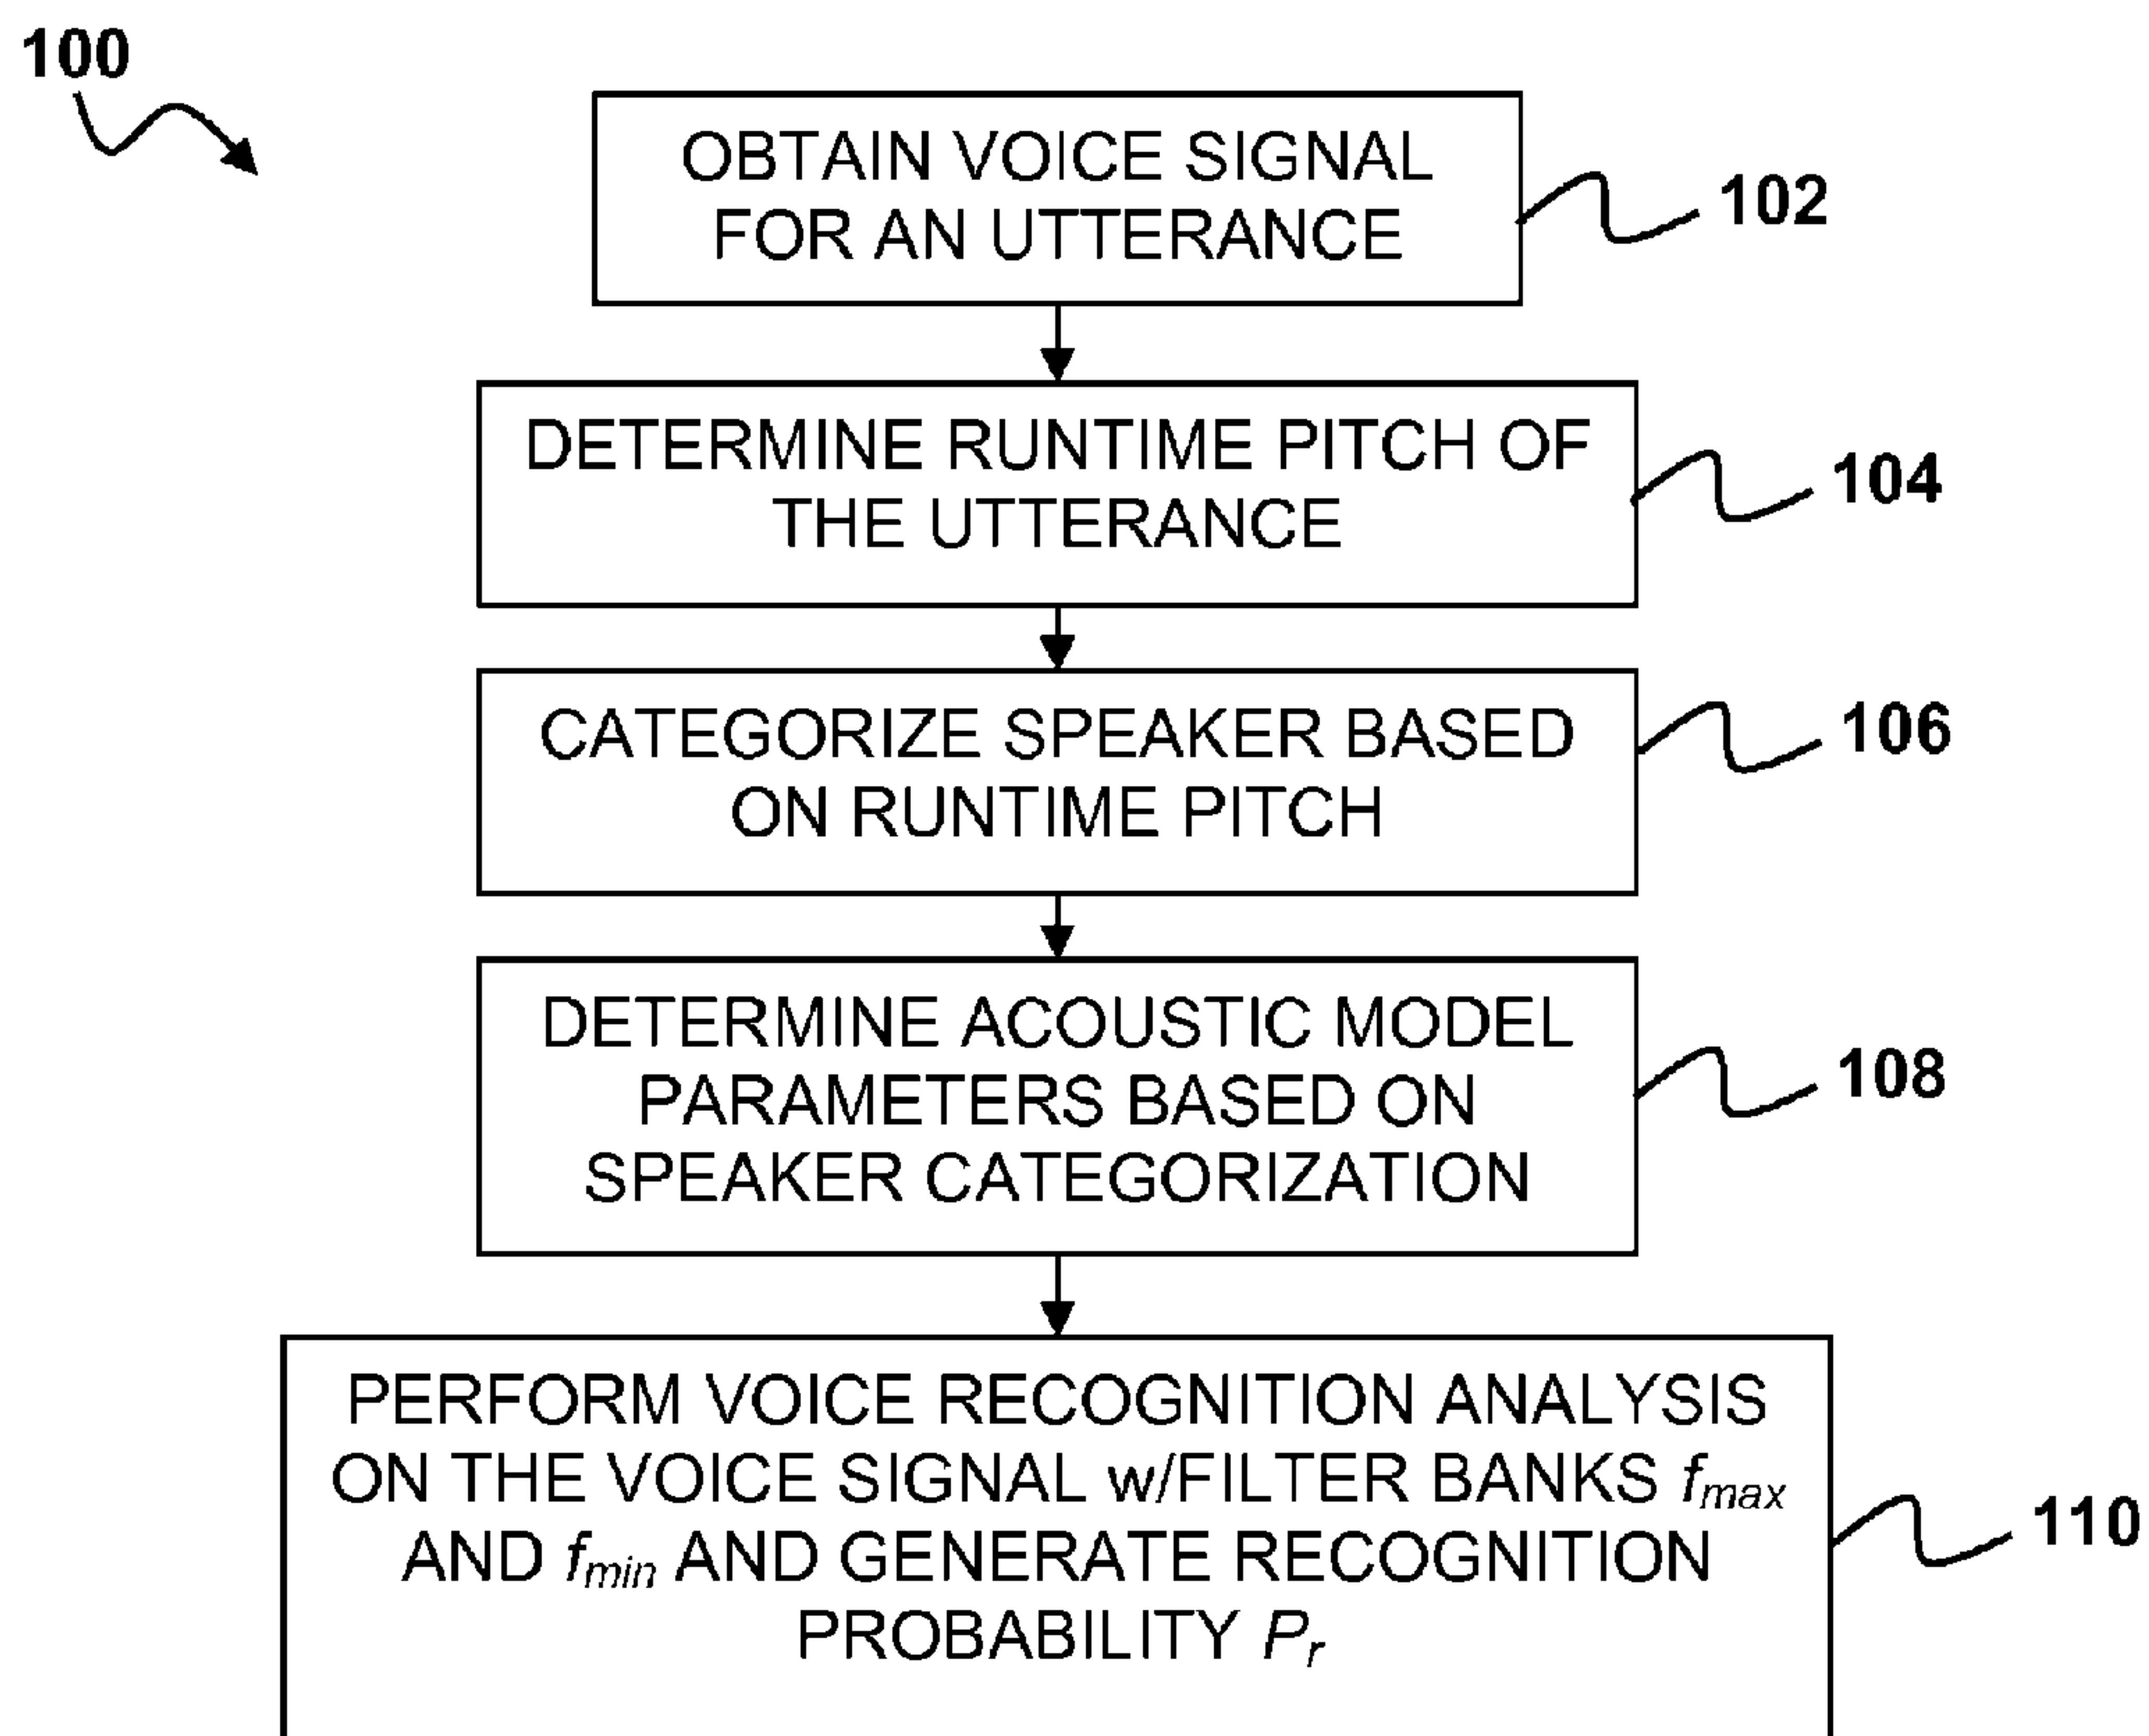 100
OBTAIN VOICE SIGNAL
FOR AN UTTERANCE
102
DETERMINE RUNTIME PITCH OF
THE UTTERANCE
104
CATEGORIZE SPEAKER BASED
ON RUNTIME PITCH
106
DETERMINE ACOUSTIC MODEL
PARAMETERS BASED ON
SPEAKER CATEGORIZATION
108
PERFORM VOICE RECOGNITION ANALYSIS
ON THE VOICE SIGNAL w/FILTER BANKS fmax
AND fmin AND GENERATE RECOGNITION
PROBABILITY Pr
110